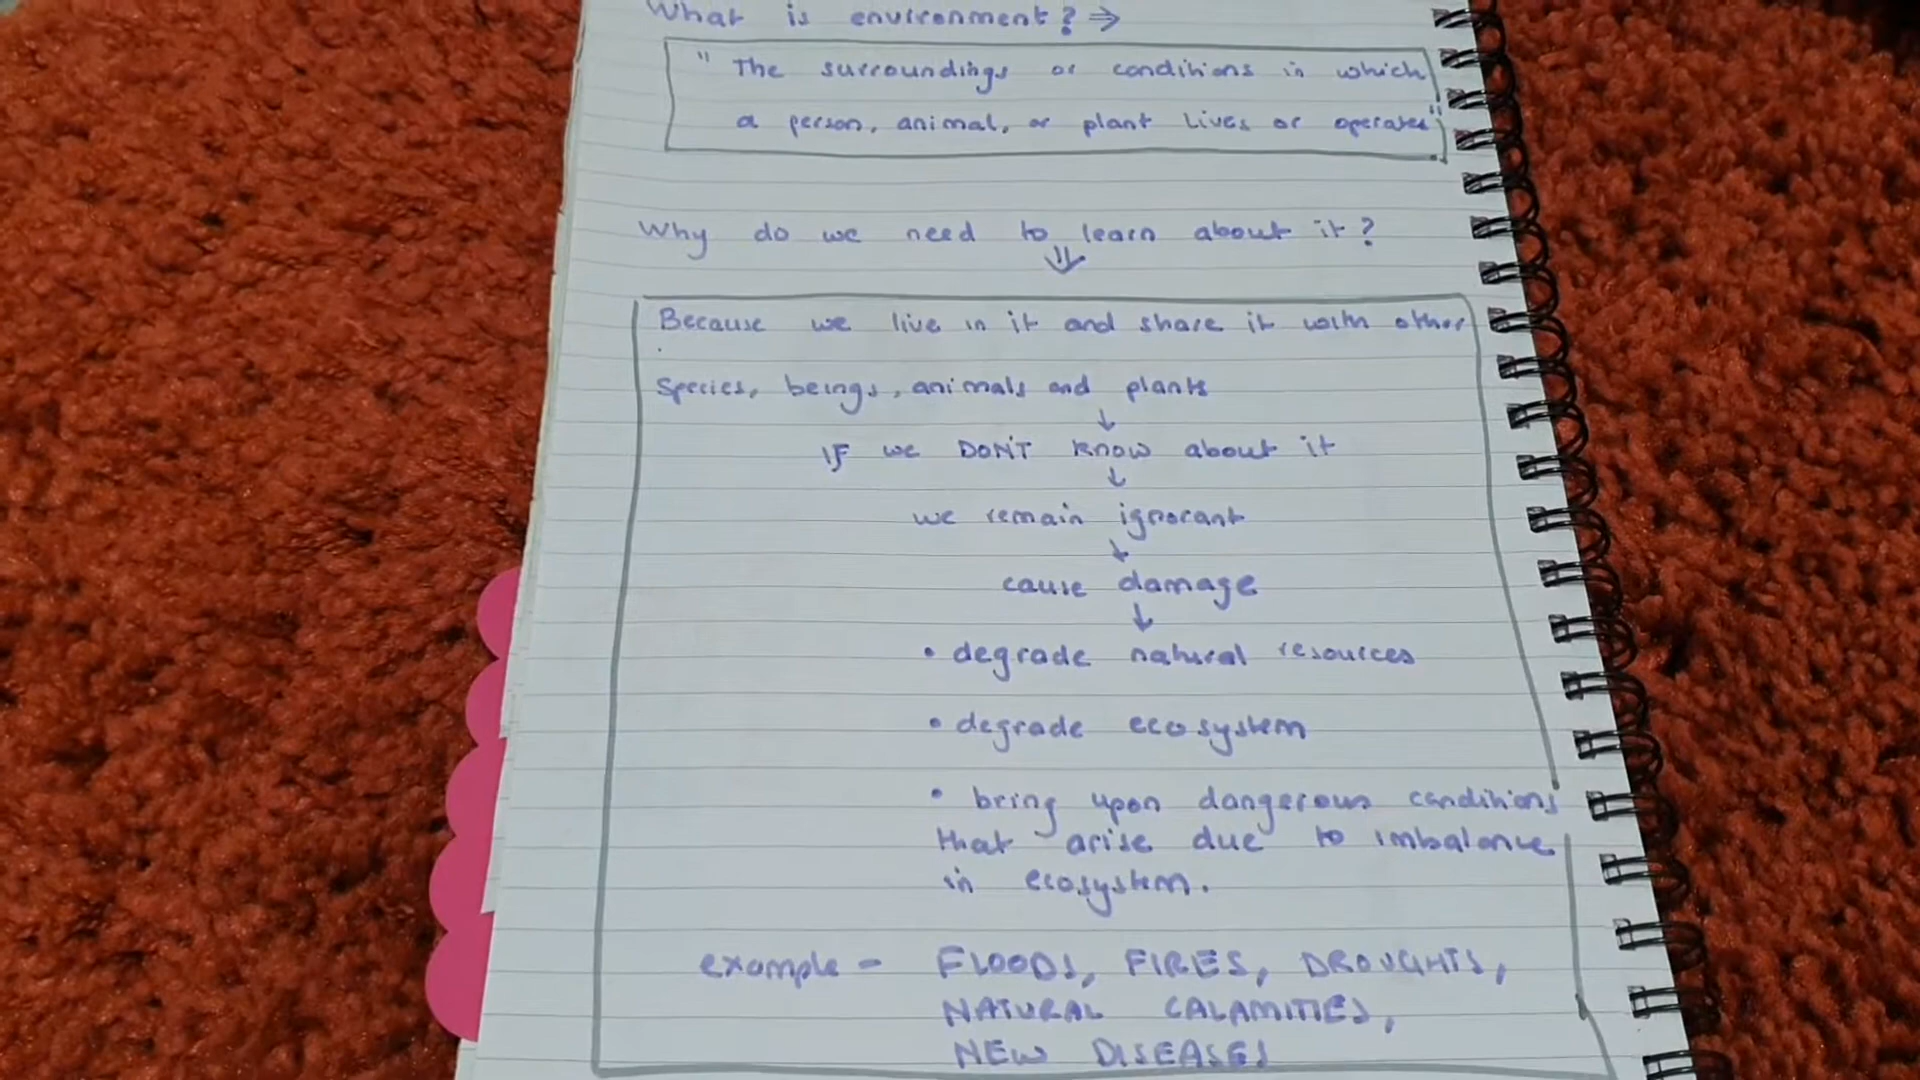 What is environment? ⇒
" The surroundings or conditions in which
a person, animal, or plant lives or operates"
Why do we need to learn about it?
⇓
Because we live in it and share it with other
species, beings, animals and plants
↓
IF we DON'T know about it
↓
we remain ignorant
↓
cause damage
↓
• degrade natural resources
• degrade ecosystem
• bring upon dangerous conditions
that arise due to imbalance
in ecosystem.
example - FLOODS, FIRES, DROUGHTS,
NATURAL CALAMITIES,
NEW DISEASES